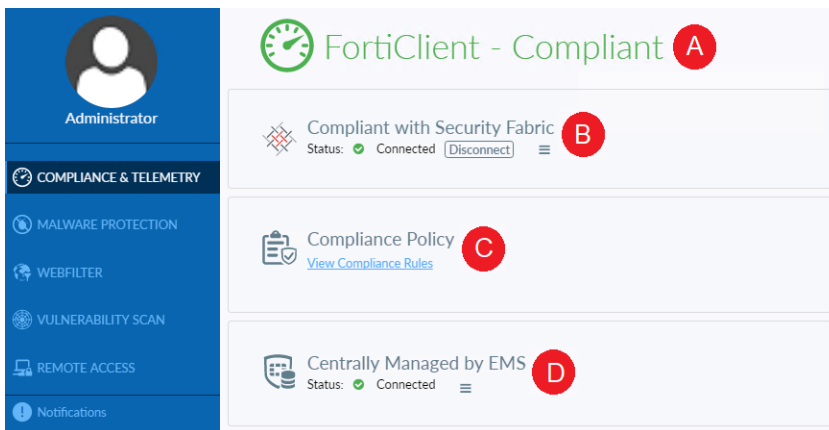 Administrator
COMPLIANCE & TELEMETRY
MALWARE PROTECTION
WEBFILTER
VULNERABILITY SCAN
REMOTE ACCESS
Notifications
FortiClient - Compliant A
Compliant with Security Fabric B
Status: Connected Disconnect
Compliance Policy C
View Compliance Rules
Centrally Managed by EMS D
Status: Connected